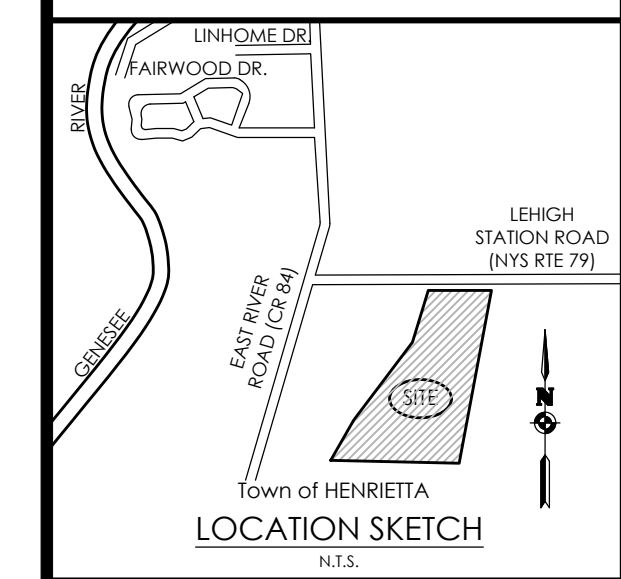 LINHOME DR.
FAIRWOOD DR.
RIVER
LEHIGH
STATION ROAD
(NYS RTE 79)
EAST RIVER
ROAD (CR 84)
GENESEE
SITE
N
Town of HENRIETTA
LOCATION SKETCH
N.T.S.